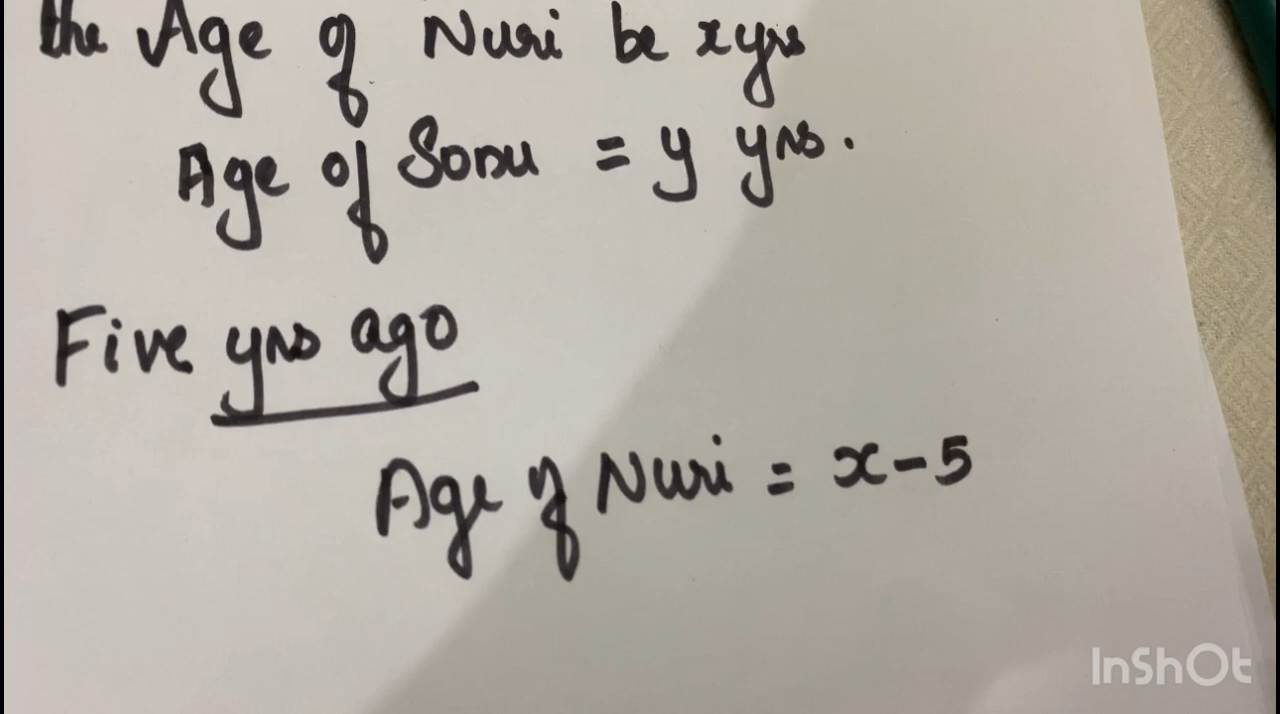 the Age of Nuri be x yrs
Age of Sonu = y yrs.
Five yrs ago
Age of Nuri = x-5
InShOt